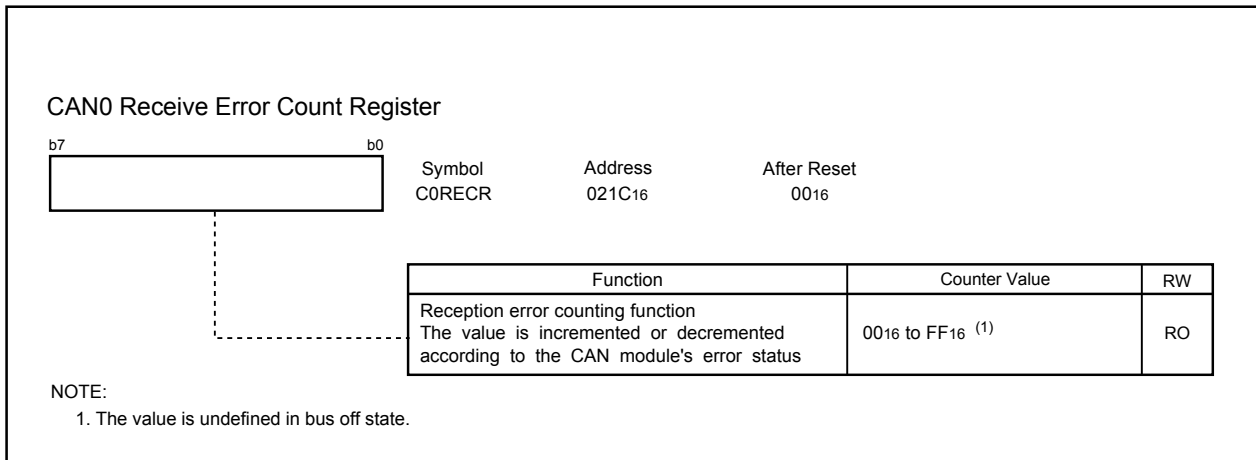 CAN0 Receive Error Count Register
b7 b0
Symbol Address After Reset
C0RECR 021C16 0016
Function Counter Value RW
Reception error counting function
The value is incremented or decremented 0016 to FF16 (1) RO
according to the CAN module's error status
NOTE:
1. The value is undefined in bus off state.